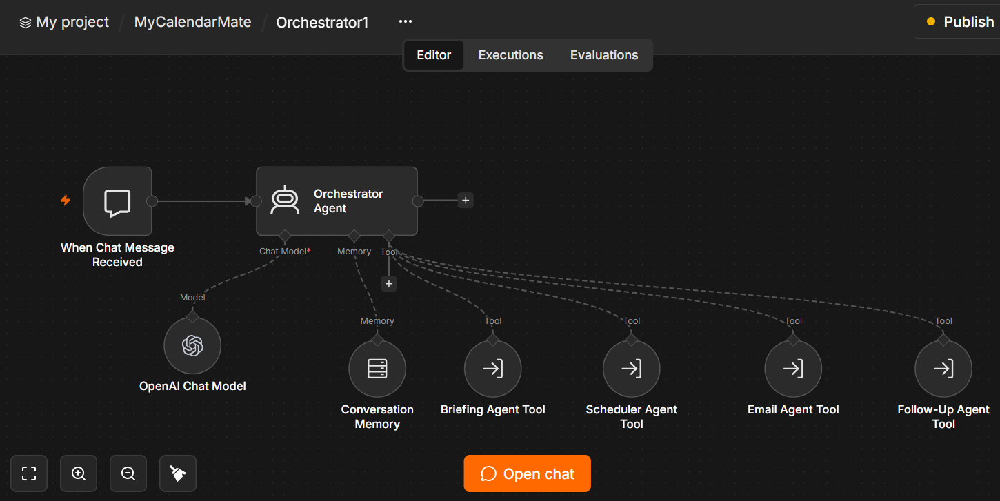 My project / MyCalendarMate / Orchestrator1 ...
Publish
Editor Executions Evaluations
Orchestrator
Agent
+
When Chat Message
Received
Chat Model* Memory Tool
+
Model
OpenAI Chat Model
Memory Tool Tool Tool Tool
Conversation
Memory
Briefing Agent Tool
Scheduler Agent
Tool
Email Agent Tool
Follow-Up Agent
Tool
Open chat